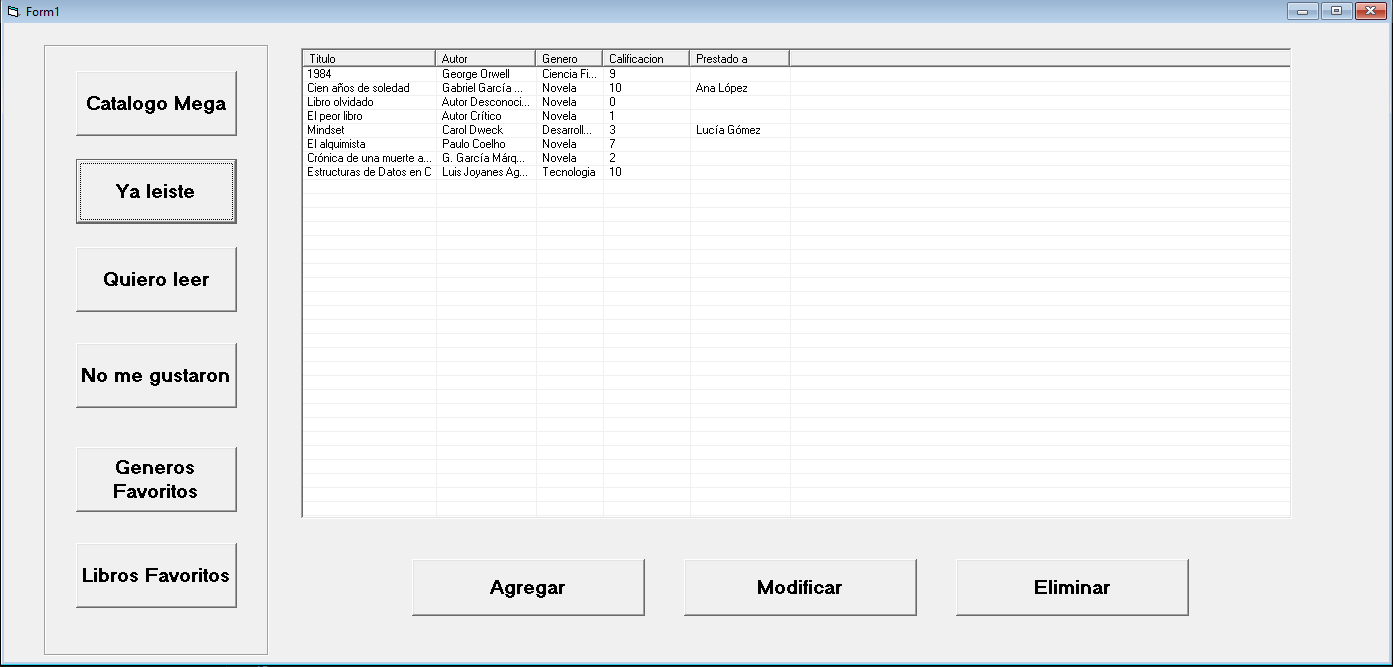 Form1
Catalogo Mega
Ya leiste
Quiero leer
No me gustaron
Generos
Favoritos
Libros Favoritos
Titulo Autor Genero Calificacion Prestado a
1984 George Orwell Ciencia Fi... 9
Cien años de soledad Gabriel García ... Novela 10 Ana López
Libro olvidado Autor Desconoci... Novela 0
El peor libro Autor Crítico Novela 1
Mindset Carol Dweck Desarroll... 3 Lucía Gómez
El alquimista Paulo Coelho Novela 7
Crónica de una muerte a... G. García Márq... Novela 2
Estructuras de Datos en C Luis Joyanes Ag... Tecnologia 10
Agregar Modificar Eliminar